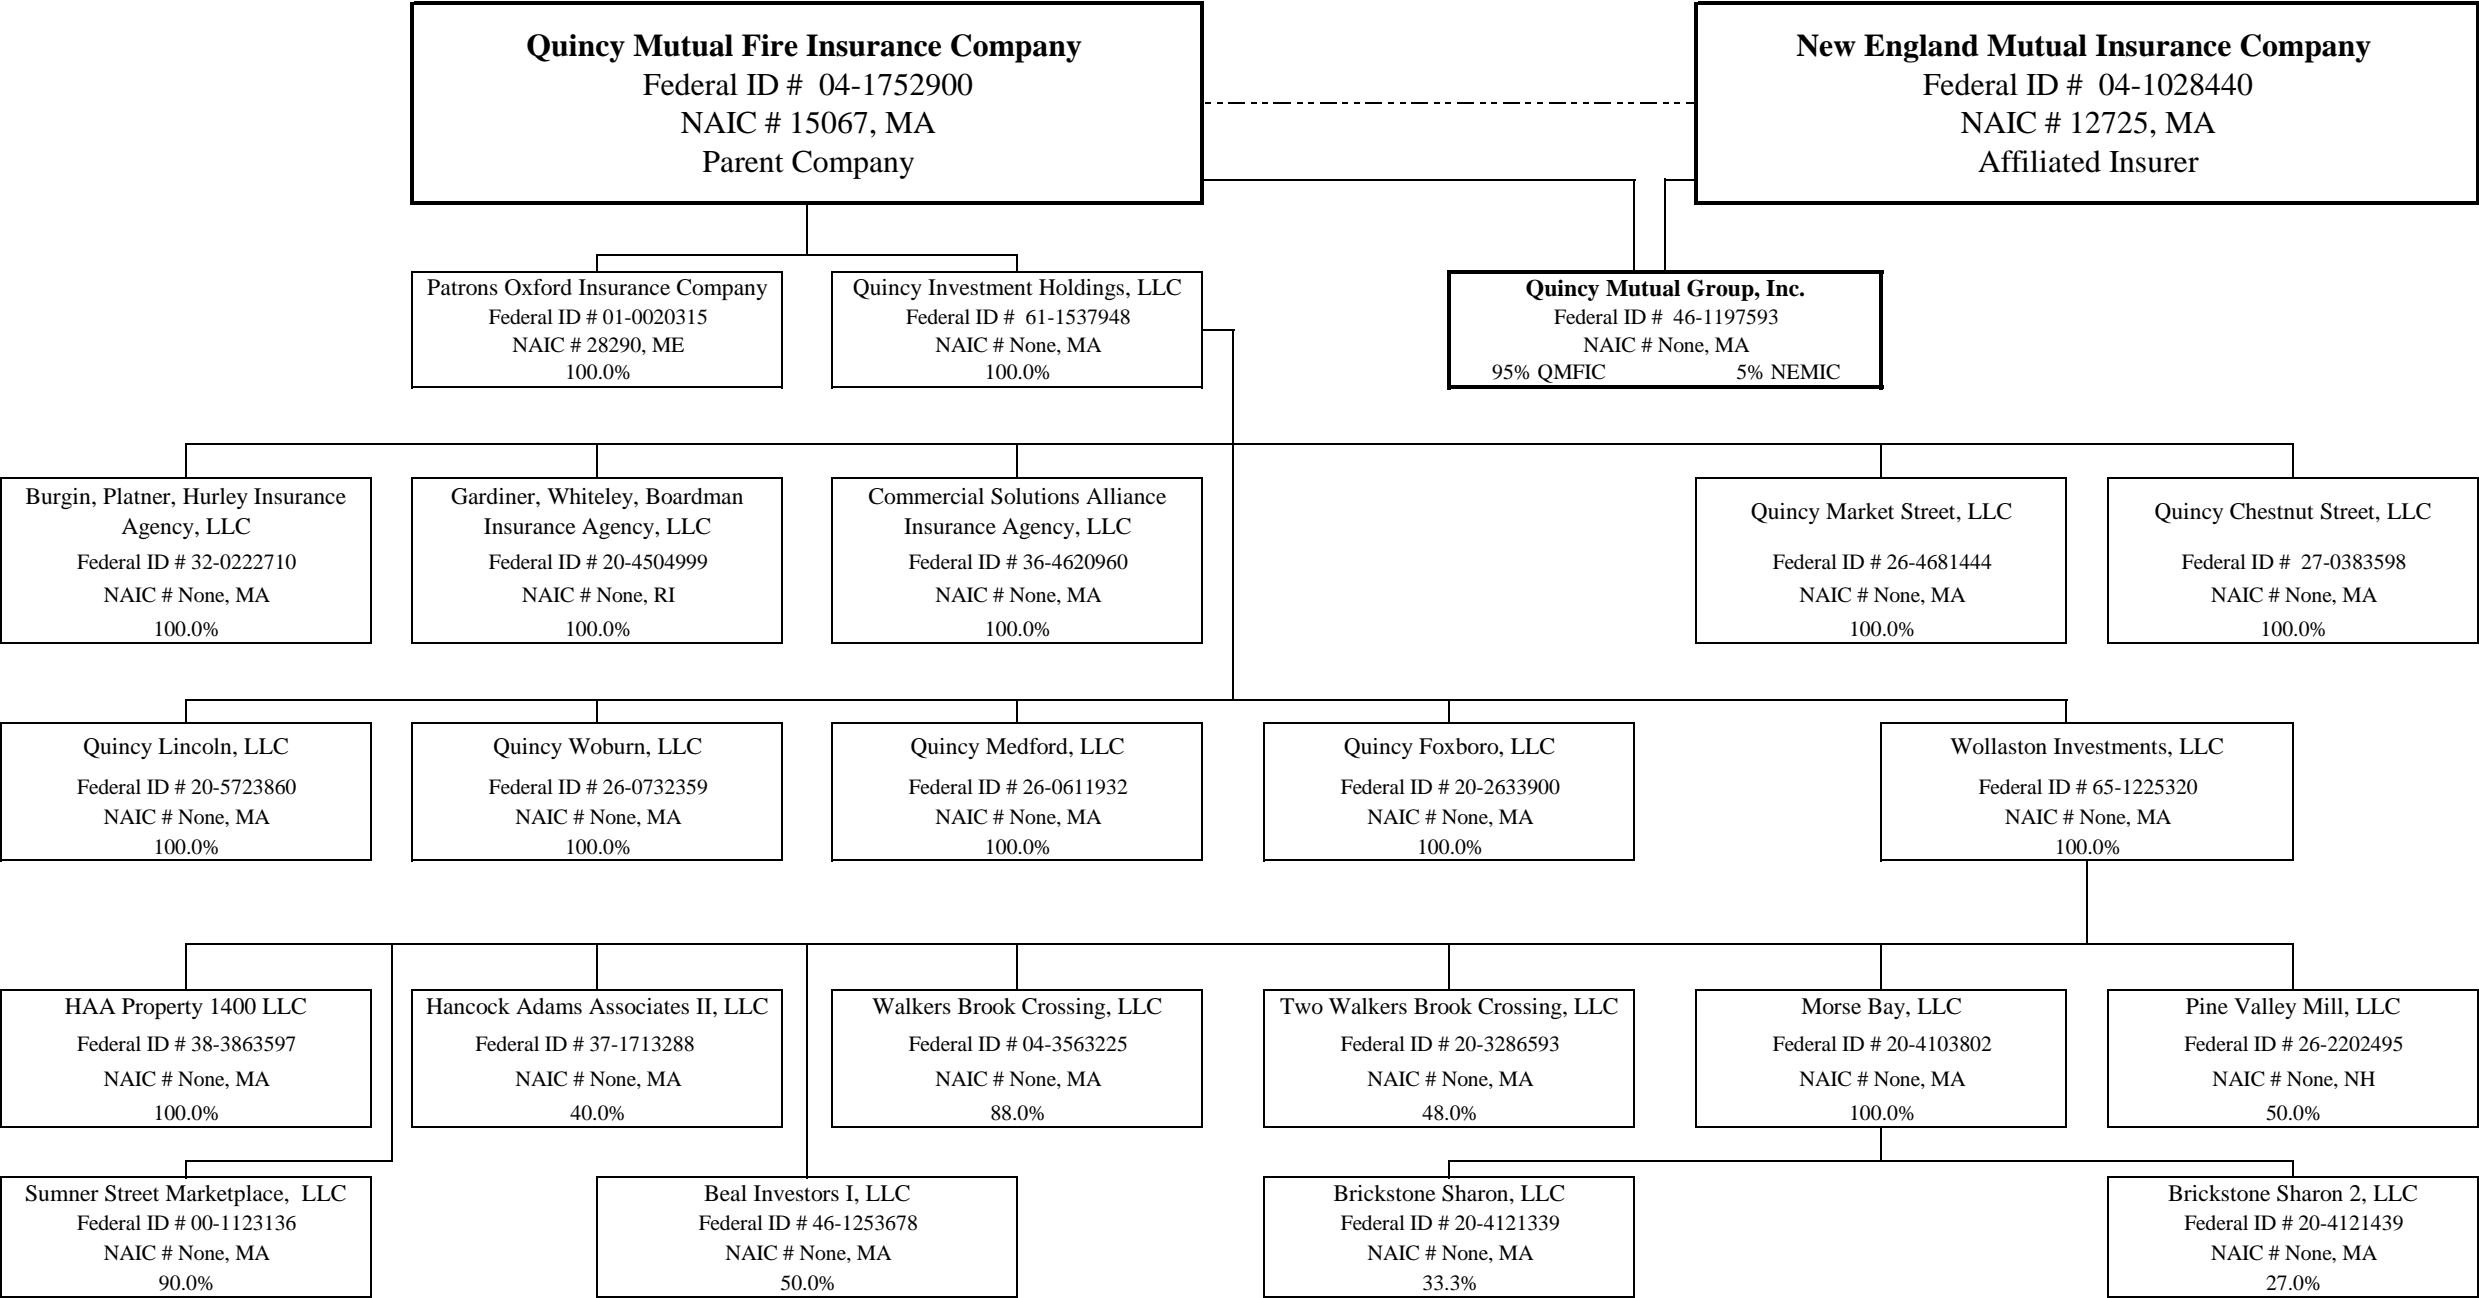 Quincy Mutual Fire Insurance Company
Federal ID #  04-1752900
NAIC # 15067, MA
Parent Company
New England Mutual Insurance Company
Federal ID #  04-1028440
NAIC # 12725, MA
Affiliated Insurer
Patrons Oxford Insurance Company
Federal ID # 01-0020315
NAIC # 28290, ME
100.0%
Quincy Investment Holdings, LLC
Federal ID #  61-1537948
NAIC # None, MA
100.0%
Quincy Mutual Group, Inc.
Federal ID #  46-1197593
NAIC # None, MA
95% QMFIC 5% NEMIC
Burgin, Platner, Hurley Insurance
Agency, LLC
Federal ID # 32-0222710
NAIC # None, MA
100.0%
Gardiner, Whiteley, Boardman
Insurance Agency, LLC
Federal ID # 20-4504999
NAIC # None, RI
100.0%
Commercial Solutions Alliance
Insurance Agency, LLC
Federal ID # 36-4620960
NAIC # None, MA
100.0%
Quincy Market Street, LLC
Federal ID # 26-4681444
NAIC # None, MA
100.0%
Quincy Chestnut Street, LLC
Federal ID #  27-0383598
NAIC # None, MA
100.0%
Quincy Lincoln, LLC
Federal ID # 20-5723860
NAIC # None, MA
100.0%
Quincy Woburn, LLC
Federal ID # 26-0732359
NAIC # None, MA
100.0%
Quincy Medford, LLC
Federal ID # 26-0611932
NAIC # None, MA
100.0%
Quincy Foxboro, LLC
Federal ID # 20-2633900
NAIC # None, MA
100.0%
Wollaston Investments, LLC
Federal ID # 65-1225320
NAIC # None, MA
100.0%
HAA Property 1400 LLC
Federal ID # 38-3863597
NAIC # None, MA
100.0%
Hancock Adams Associates II, LLC
Federal ID # 37-1713288
NAIC # None, MA
40.0%
Walkers Brook Crossing, LLC
Federal ID # 04-3563225
NAIC # None, MA
88.0%
Two Walkers Brook Crossing, LLC
Federal ID # 20-3286593
NAIC # None, MA
48.0%
Morse Bay, LLC
Federal ID # 20-4103802
NAIC # None, MA
100.0%
Pine Valley Mill, LLC
Federal ID # 26-2202495
NAIC # None, NH
50.0%
Sumner Street Marketplace,  LLC
Federal ID # 00-1123136
NAIC # None, MA
90.0%
Beal Investors I, LLC
Federal ID # 46-1253678
NAIC # None, MA
50.0%
Brickstone Sharon, LLC
Federal ID # 20-4121339
NAIC # None, MA
33.3%
Brickstone Sharon 2, LLC
Federal ID # 20-4121439
NAIC # None, MA
27.0%